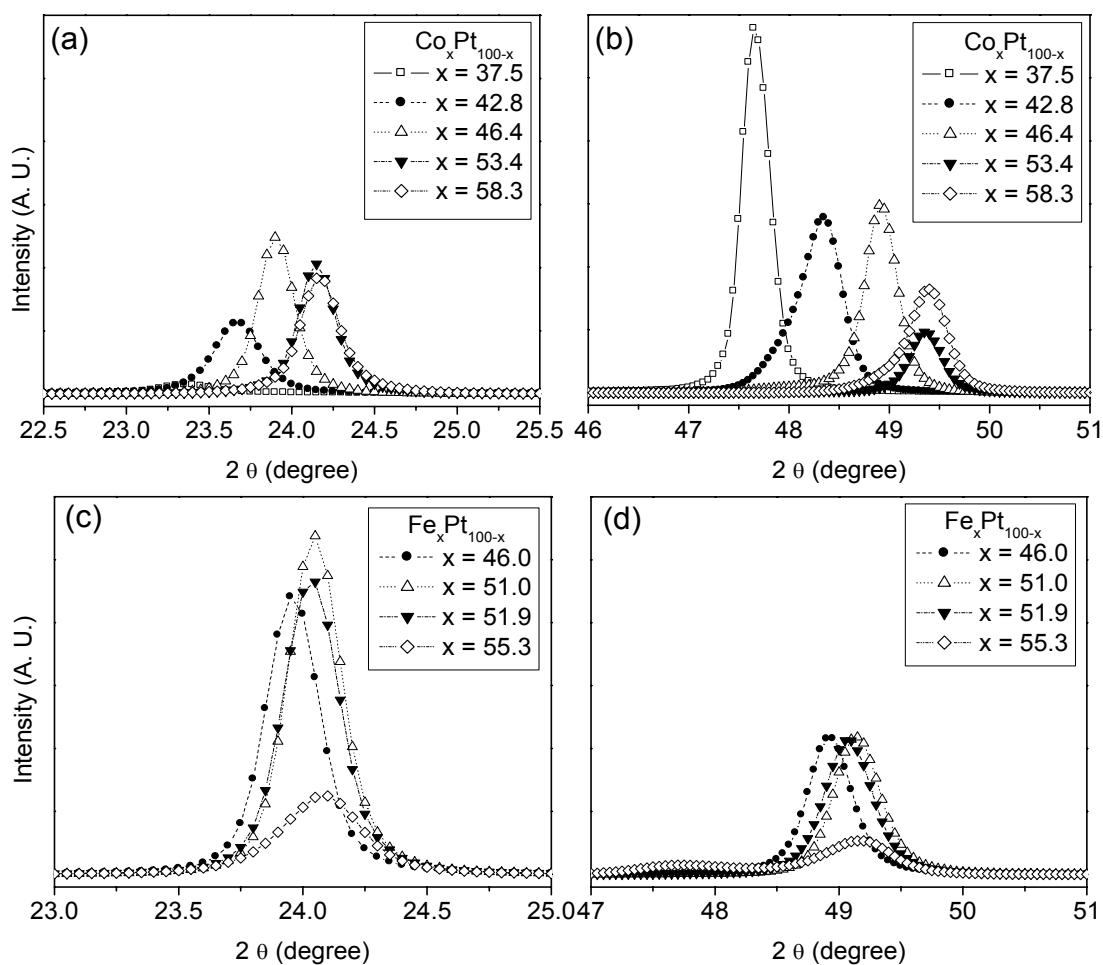 (a)
Co_xPt_100-x
x = 37.5
x = 42.8
x = 46.4
x = 53.4
x = 58.3
Intensity (A. U.)
22.5 23.0 23.5 24.0 24.5 25.0 25.5
2 θ (degree)
(b)
Co_xPt_100-x
x = 37.5
x = 42.8
x = 46.4
x = 53.4
x = 58.3
46 47 48 49 50 51
2 θ (degree)
(c)
Fe_xPt_100-x
x = 46.0
x = 51.0
x = 51.9
x = 55.3
Intensity (A. U.)
23.0 23.5 24.0 24.5 25.0
2 θ (degree)
(d)
Fe_xPt_100-x
x = 46.0
x = 51.0
x = 51.9
x = 55.3
47 48 49 50 51
2 θ (degree)